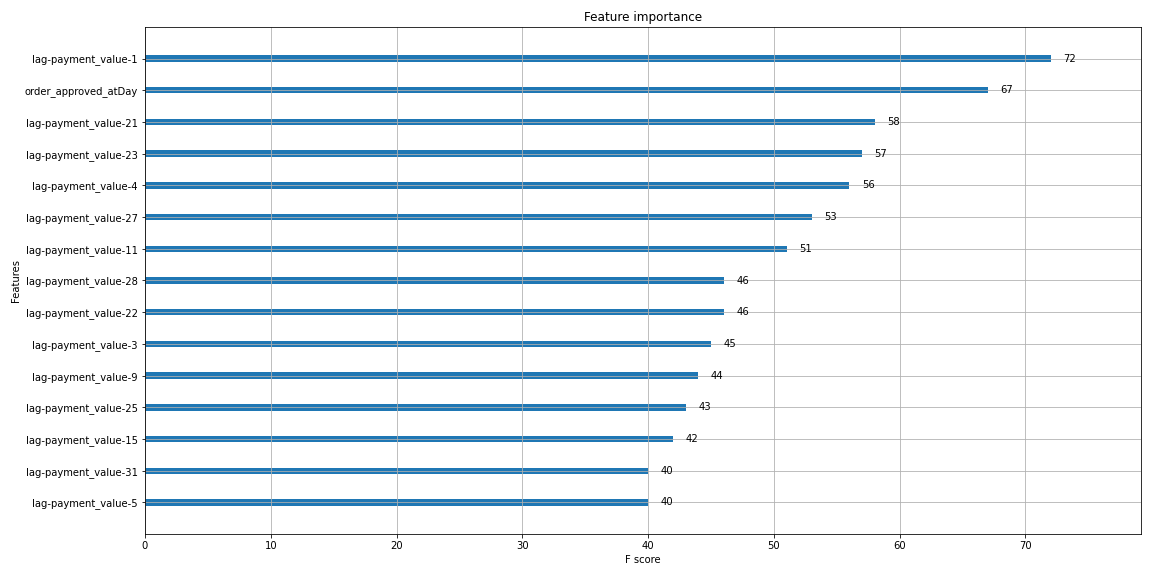 Feature importance
lag-payment_value-1 72
order_approved_atDay 67
lag-payment_value-21 58
lag-payment_value-23 57
lag-payment_value-4 56
lag-payment_value-27 53
lag-payment_value-11 51
lag-payment_value-28 46
lag-payment_value-22 46
lag-payment_value-3 45
lag-payment_value-9 44
lag-payment_value-25 43
lag-payment_value-15 42
lag-payment_value-31 40
lag-payment_value-5 40
Features
0 10 20 30 40 50 60 70
F score